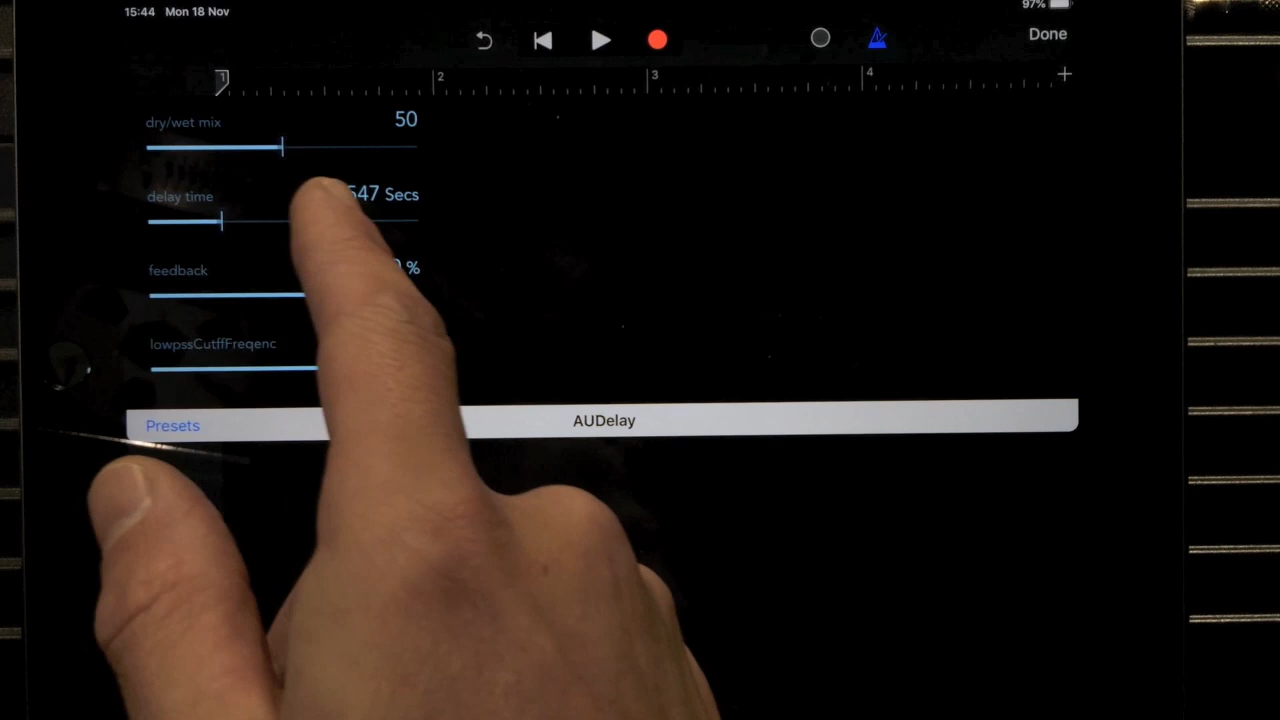 15:44 Mon 18 Nov 97%
Done
1 2 3 4
dry/wet mix 50
delay time 547 Secs
feedback %
lowpssCutffFreqenc
Presets AUDelay